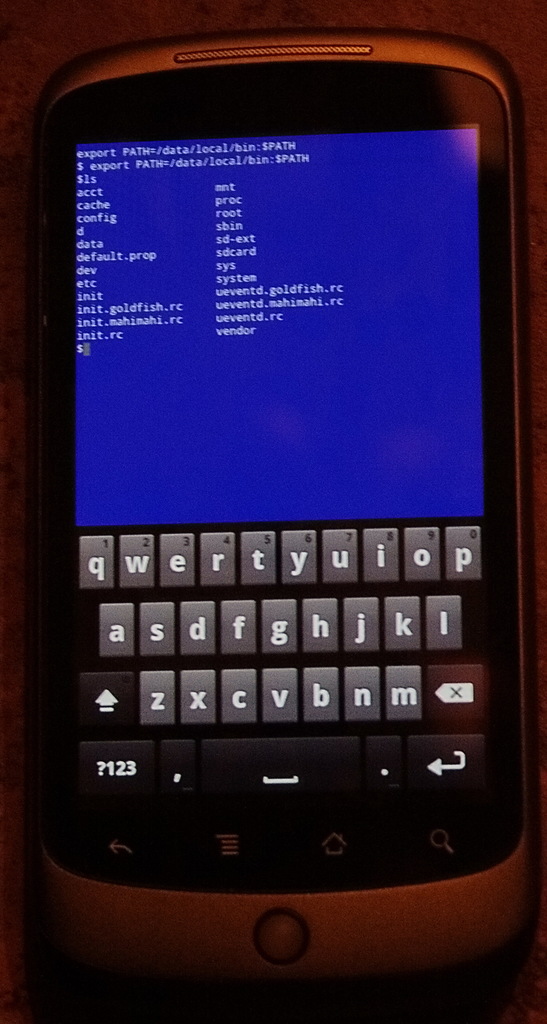 export PATH=/data/local/bin:$PATH
$ export PATH=/data/local/bin:$PATH
$ls
acct mnt
cache proc
config root
d sbin
data sd-ext
default.prop sdcard
dev sys
etc system
init ueventd.goldfish.rc
init.goldfish.rc ueventd.mahimahi.rc
init.mahimahi.rc ueventd.rc
init.rc vendor
$
1 2 3 4 5 6 7 8 9 0
q w e r t y u i o p
a s d f g h j k l
z x c v b n m
?123 , .